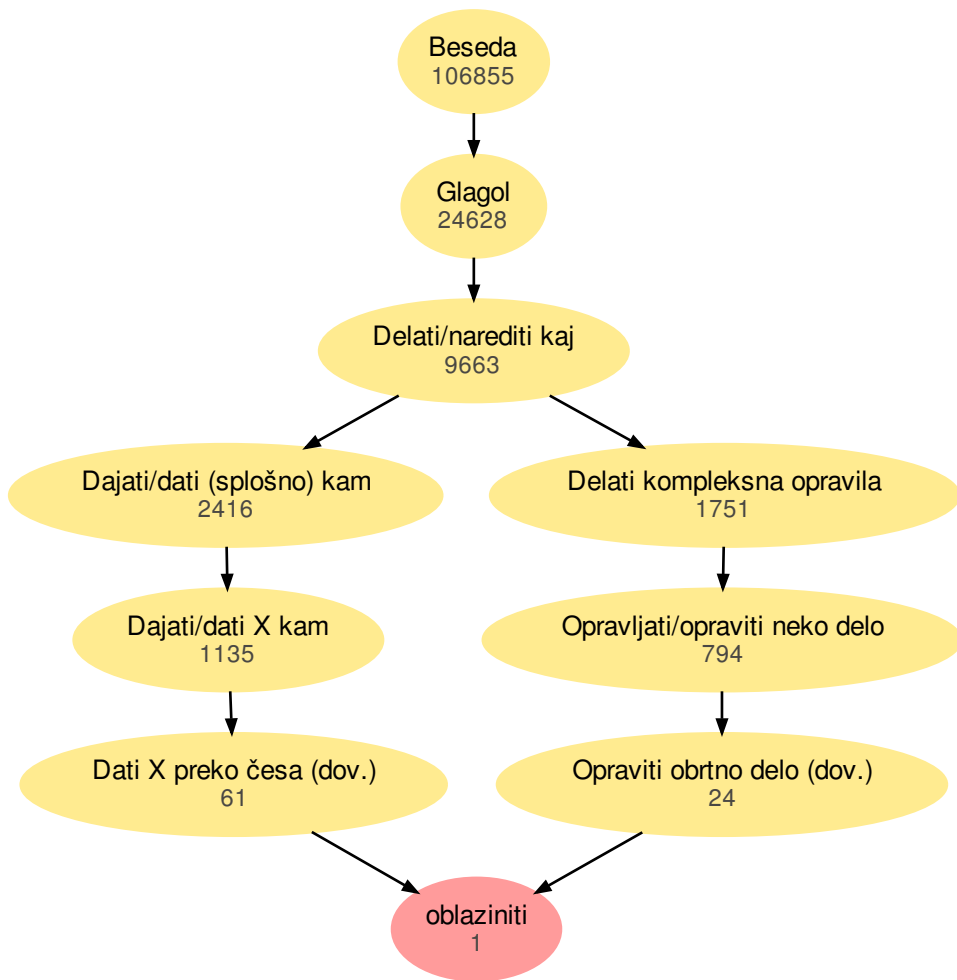 Beseda
106855
Glagol
24628
Delati/narediti kaj
9663
Dajati/dati (splošno) kam
2416
Delati kompleksna opravila
1751
Dajati/dati X kam
1135
Opravljati/opraviti neko delo
794
Dati X preko česa (dov.)
61
Opraviti obrtno delo (dov.)
24
oblaziniti
1